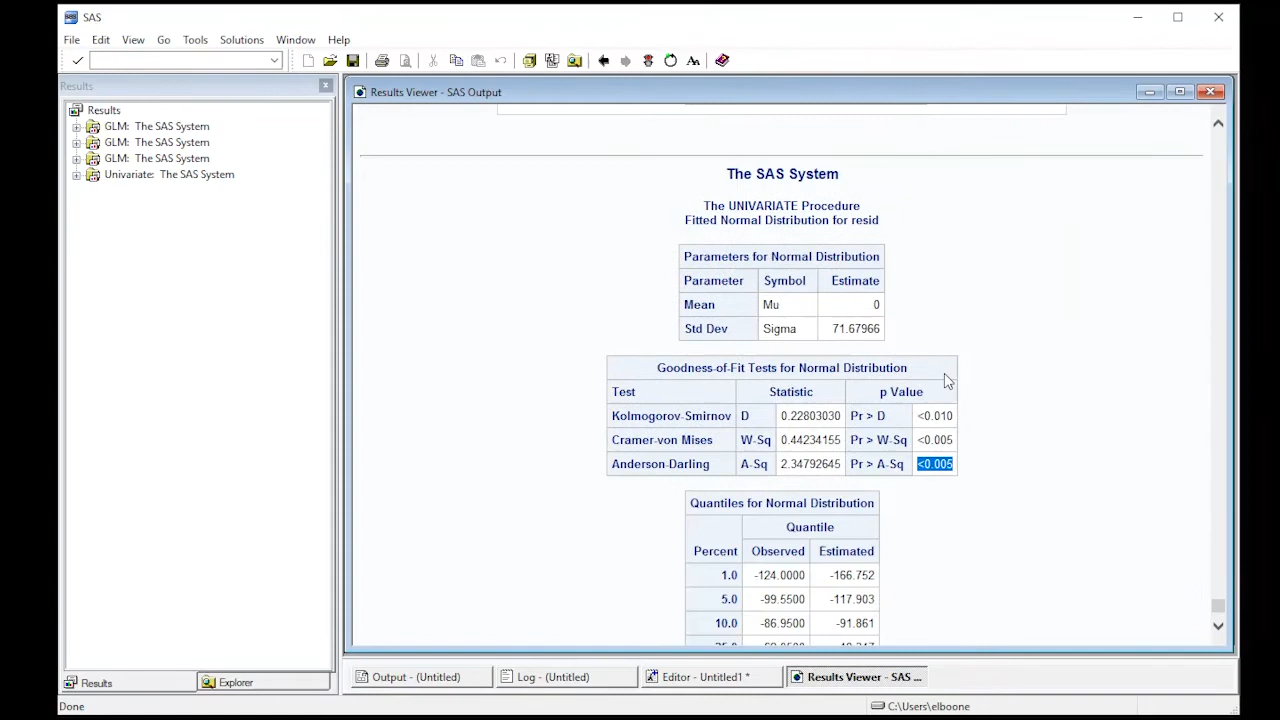 SAS
File Edit View Go Tools Solutions Window Help
Results
Results Viewer - SAS Output
Results
GLM: The SAS System
GLM: The SAS System
GLM: The SAS System
Univariate: The SAS System
The SAS System
The UNIVARIATE Procedure
Fitted Normal Distribution for resid
Parameters for Normal Distribution
Parameter Symbol Estimate
Mean Mu 0
Std Dev Sigma 71.67966
Goodness-of-Fit Tests for Normal Distribution
Test Statistic p Value
Kolmogorov-Smirnov D 0.22803030 Pr > D <0.010
Cramer-von Mises W-Sq 0.44234155 Pr > W-Sq <0.005
Anderson-Darling A-Sq 2.34792645 Pr > A-Sq <0.005
Quantiles for Normal Distribution
Quantile
Percent Observed Estimated
1.0 -124.0000 -166.752
5.0 -99.5500 -117.903
10.0 -86.9500 -91.861
Results Explorer
Output - (Untitled) Log - (Untitled) Editor - Untitled1 * Results Viewer - SAS ...
Done C:\Users\elboone